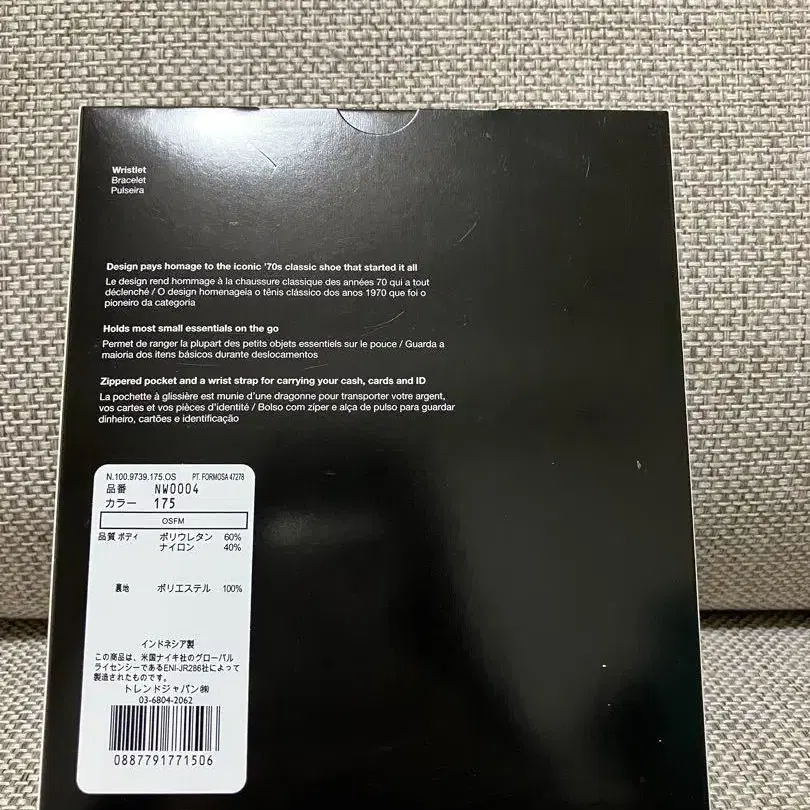 Wristlet
Bracelet
Pulseira
Design pays homage to the iconic '70s classic shoe that started it all
Le design rend hommage à la chaussure classique des années 70 qui a tout
déclenché / O design homenageia o tênis clássico dos anos 1970 que foi o
pioneiro da categoria
Holds most small essentials on the go
Permet de ranger la plupart des petits objets essentiels sur le pouce / Guarda a
maioria dos itens básicos durante deslocamentos
Zippered pocket and a wrist strap for carrying your cash, cards and ID
La pochette à glissière est munie d'une dragonne pour transporter votre argent,
vos cartes et vos pièces d'identité / Bolso com zíper e alça de pulso para guardar
dinheiro, cartões e identificação
N.100.9739.175.OS PT. FORMOSA 47278
品番 NW0004
カラー 175
OSFM
品質 ボディ ポリウレタン 60%
ナイロン 40%
裏地 ポリエステル 100%
インドネシア製
この商品は、米国ナイキ社のグローバル
ライセンシーであるENI-JR286社によって
製造されたものです。
トレンドジャパン㈱
03-6804-2062
0887791771506